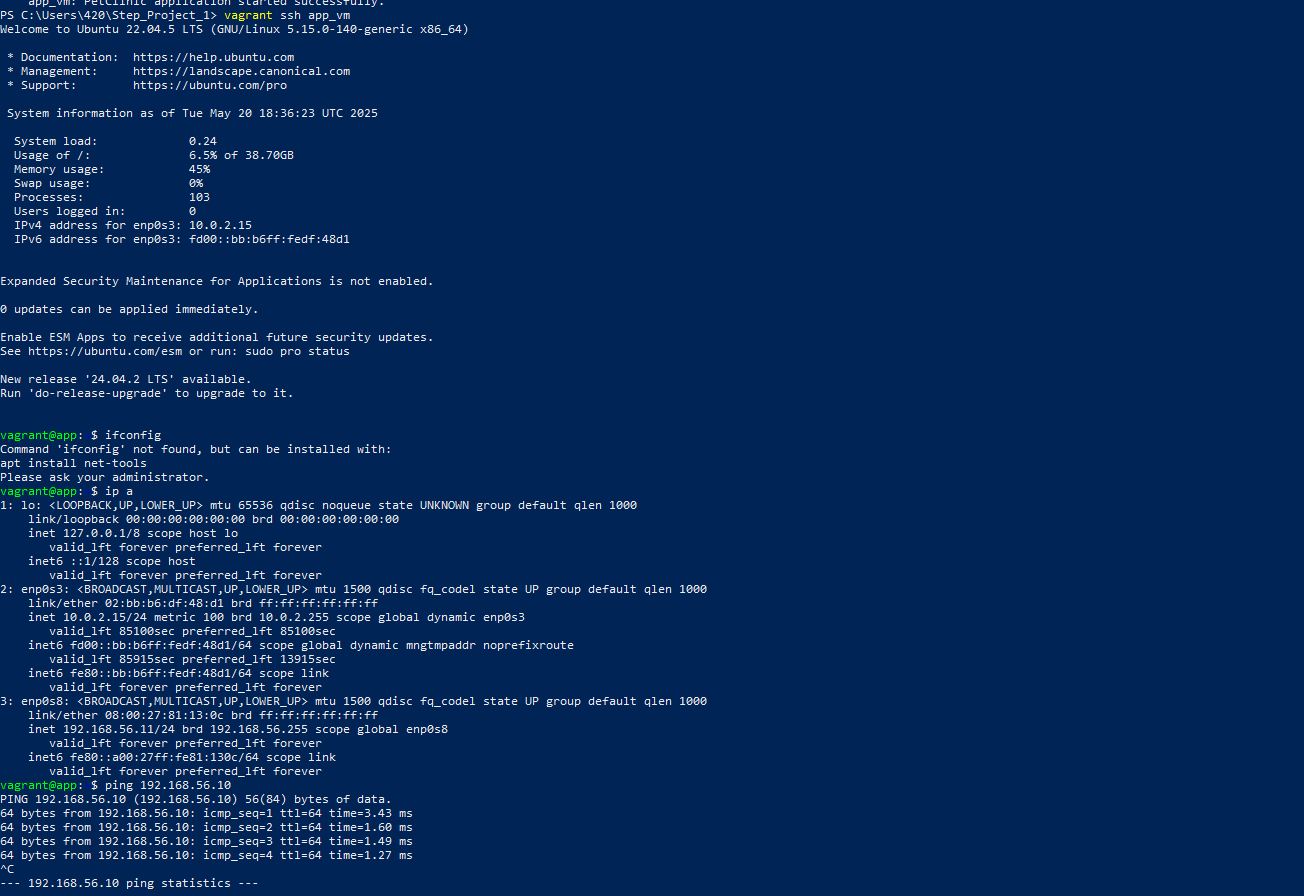 app_vm: PetClinic application started successfully.
PS C:\Users\420\Step_Project_1> vagrant ssh app_vm
Welcome to Ubuntu 22.04.5 LTS (GNU/Linux 5.15.0-140-generic x86_64)
* Documentation:  https://help.ubuntu.com
* Management:     https://landscape.canonical.com
* Support:        https://ubuntu.com/pro
System information as of Tue May 20 18:36:23 UTC 2025
System load:             0.24
Usage of /:              6.5% of 38.70GB
Memory usage:            45%
Swap usage:              0%
Processes:               103
Users logged in:         0
IPv4 address for enp0s3: 10.0.2.15
IPv6 address for enp0s3: fd00::bb:b6ff:fedf:48d1
Expanded Security Maintenance for Applications is not enabled.
0 updates can be applied immediately.
Enable ESM Apps to receive additional future security updates.
See https://ubuntu.com/esm or run: sudo pro status
New release '24.04.2 LTS' available.
Run 'do-release-upgrade' to upgrade to it.
vagrant@app: $ ifconfig
Command 'ifconfig' not found, but can be installed with:
apt install net-tools
Please ask your administrator.
vagrant@app: $ ip a
1: lo: <LOOPBACK,UP,LOWER_UP> mtu 65536 qdisc noqueue state UNKNOWN group default qlen 1000
link/loopback 00:00:00:00:00:00 brd 00:00:00:00:00:00
inet 127.0.0.1/8 scope host lo
valid_lft forever preferred_lft forever
inet6 ::1/128 scope host
valid_lft forever preferred_lft forever
2: enp0s3: <BROADCAST,MULTICAST,UP,LOWER_UP> mtu 1500 qdisc fq_codel state UP group default qlen 1000
link/ether 02:bb:b6:df:48:d1 brd ff:ff:ff:ff:ff:ff
inet 10.0.2.15/24 metric 100 brd 10.0.2.255 scope global dynamic enp0s3
valid_lft 85100sec preferred_lft 85100sec
inet6 fd00::bb:b6ff:fedf:48d1/64 scope global dynamic mngtmpaddr noprefixroute
valid_lft 85915sec preferred_lft 13915sec
inet6 fe80::bb:b6ff:fedf:48d1/64 scope link
valid_lft forever preferred_lft forever
3: enp0s8: <BROADCAST,MULTICAST,UP,LOWER_UP> mtu 1500 qdisc fq_codel state UP group default qlen 1000
link/ether 08:00:27:81:13:0c brd ff:ff:ff:ff:ff:ff
inet 192.168.56.11/24 brd 192.168.56.255 scope global enp0s8
valid_lft forever preferred_lft forever
inet6 fe80::a00:27ff:fe81:130c/64 scope link
valid_lft forever preferred_lft forever
vagrant@app: $ ping 192.168.56.10
PING 192.168.56.10 (192.168.56.10) 56(84) bytes of data.
64 bytes from 192.168.56.10: icmp_seq=1 ttl=64 time=3.43 ms
64 bytes from 192.168.56.10: icmp_seq=2 ttl=64 time=1.60 ms
64 bytes from 192.168.56.10: icmp_seq=3 ttl=64 time=1.49 ms
64 bytes from 192.168.56.10: icmp_seq=4 ttl=64 time=1.27 ms
^C
--- 192.168.56.10 ping statistics ---